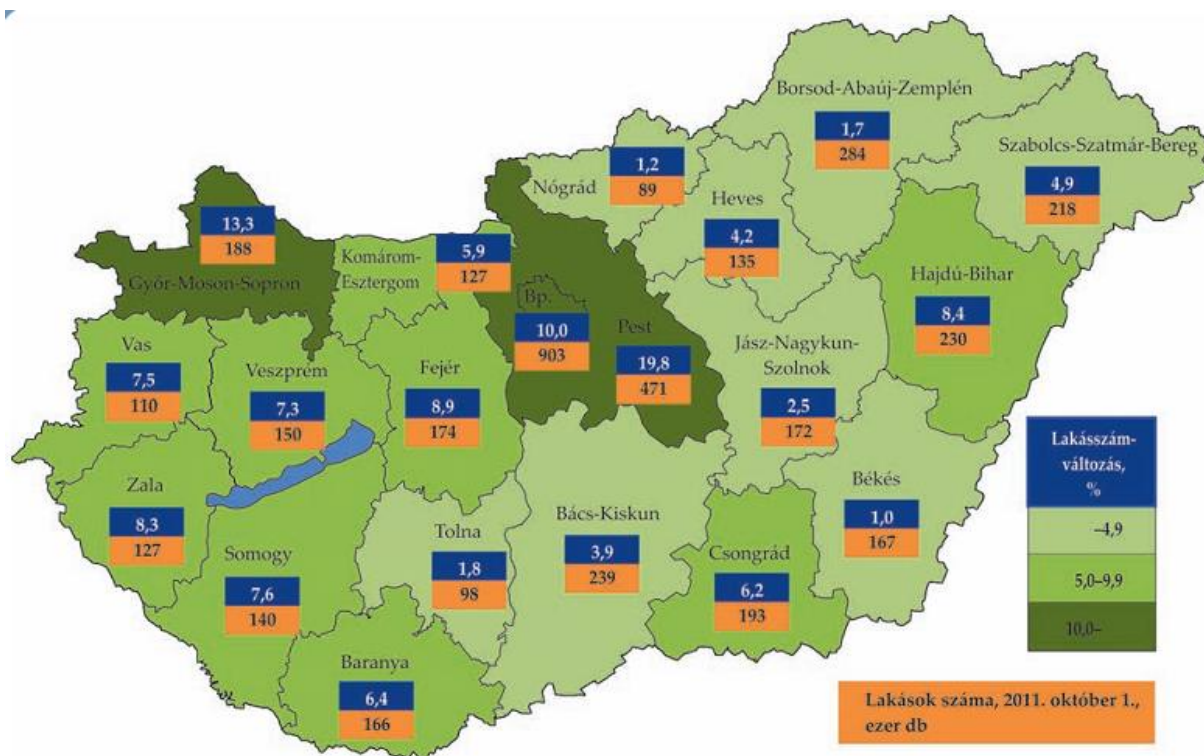 Borsod-Abaúj-Zemplén
1,7
284
Szabolcs-Szatmár-Bereg
4,9
218
Nógrád
1,2
89
Heves
4,2
135
Győr-Moson-Sopron
13,3
188
Komárom-
Esztergom
5,9
127
Bp.
10,0
903
Pest
19,8
471
Hajdú-Bihar
8,4
230
Jász-Nagykun-
Szolnok
2,5
172
Vas
7,5
110
Veszprém
7,3
150
Fejér
8,9
174
Zala
8,3
127
Somogy
7,6
140
Tolna
1,8
98
Bács-Kiskun
3,9
239
Csongrád
6,2
193
Békés
1,0
167
Baranya
6,4
166
Lakásszám-
változás,
%
–4,9
5,0–9,9
10,0–
Lakások száma, 2011. október 1.,
ezer db